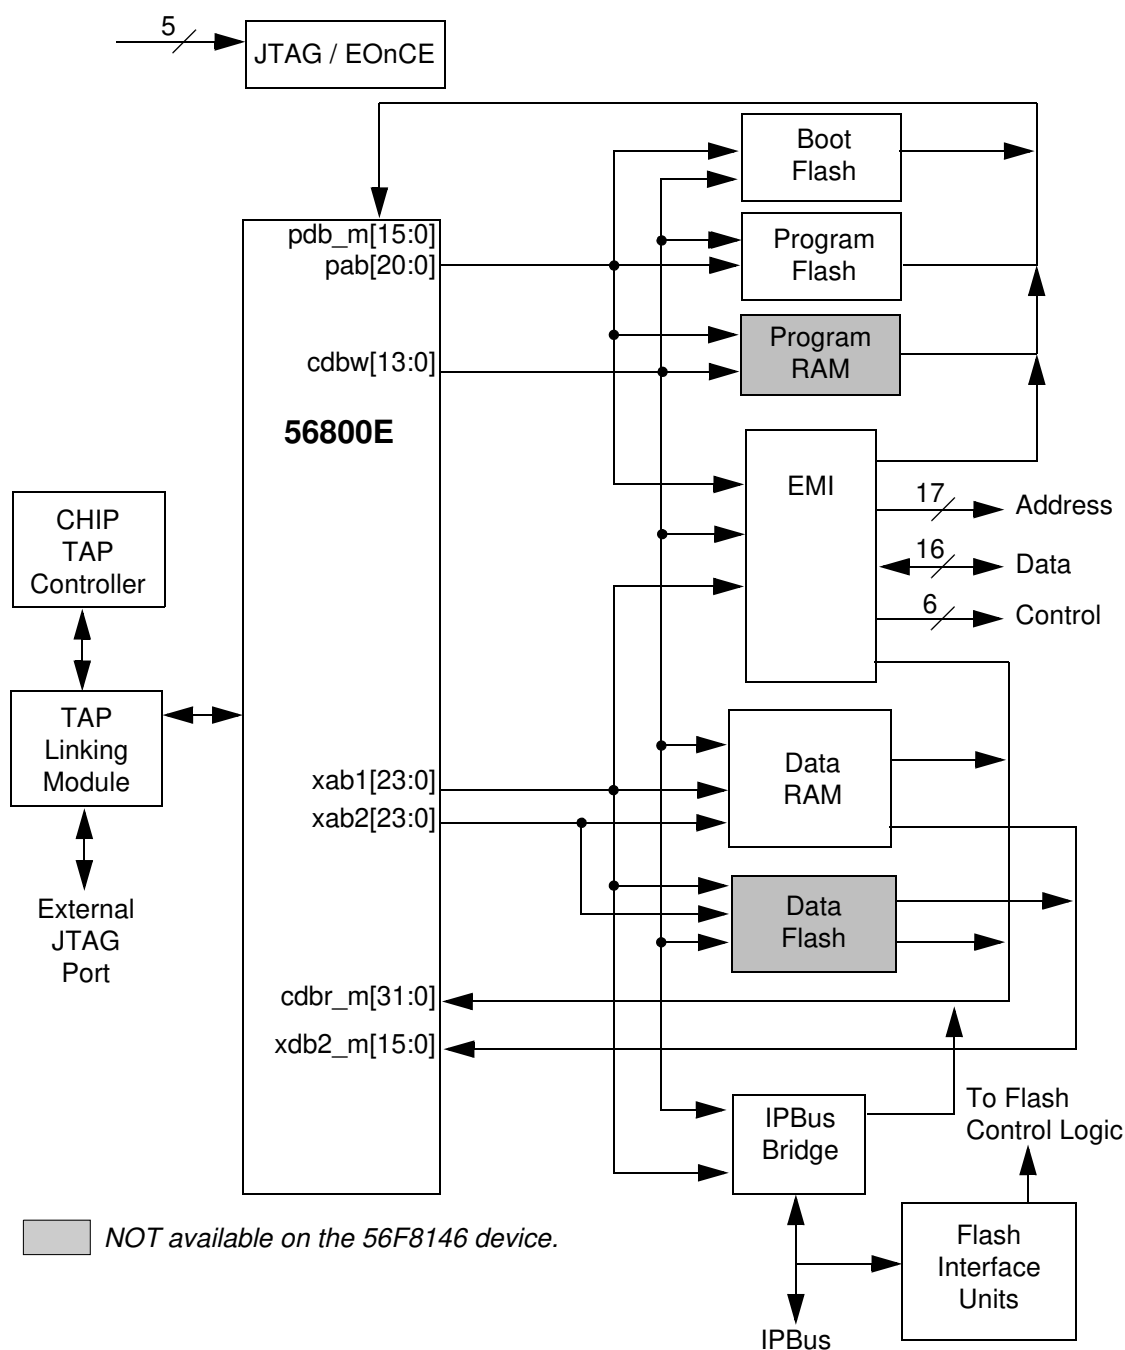 5
JTAG / EOnCE
Boot
Flash
pdb_m[15:0]
pab[20:0]
Program
Flash
cdbw[13:0]
Program
RAM
56800E
EMI
17
Address
16
Data
6
Control
CHIP
TAP
Controller
TAP
Linking
Module
External
JTAG
Port
xab1[23:0]
xab2[23:0]
Data
RAM
Data
Flash
cdbr_m[31:0]
xdb2_m[15:0]
IPBus
Bridge
To Flash
Control Logic
Flash
Interface
Units
IPBus
NOT available on the 56F8146 device.